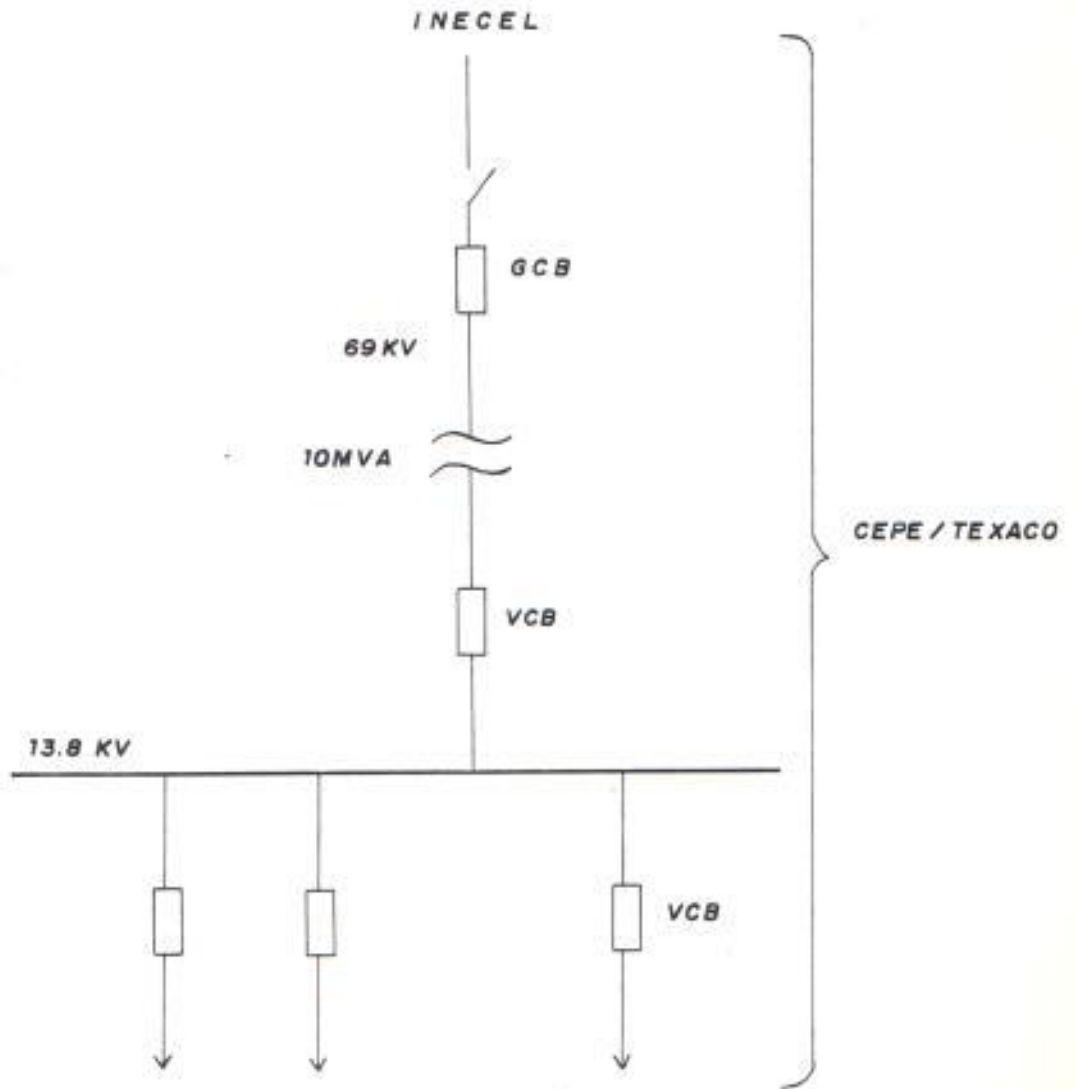 INECEL
GCB
69 KV
10MVA
CEPE / TEXACO
VCB
13.8 KV
VCB